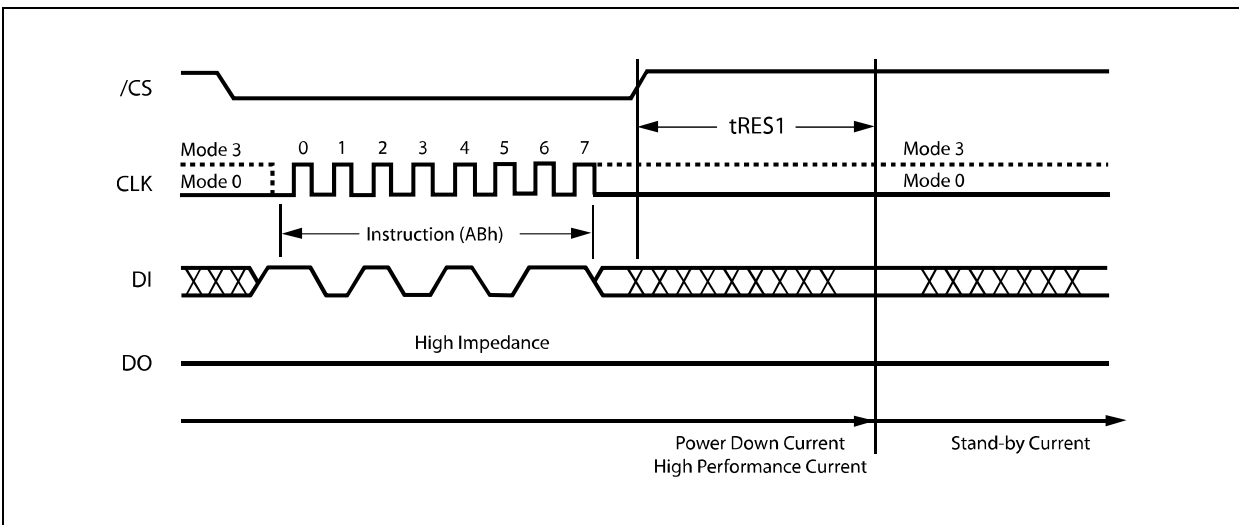 /CS
tRES1
Mode 3
0 1 2 3 4 5 6 7
Mode 3
CLK
Mode 0
Mode 0
Instruction (ABh)
DI
High Impedance
DO
Power Down Current
High Performance Current
Stand-by Current